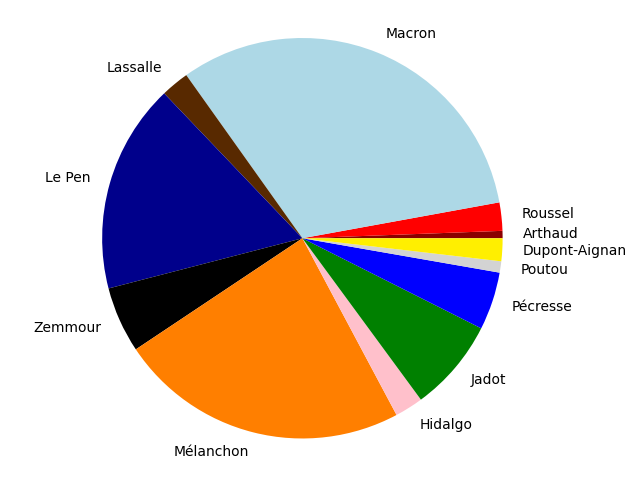 Macron
Lassalle
Le Pen
Roussel
Arthaud
Dupont-Aignan
Poutou
Pécresse
Zemmour
Jadot
Hidalgo
Mélanchon